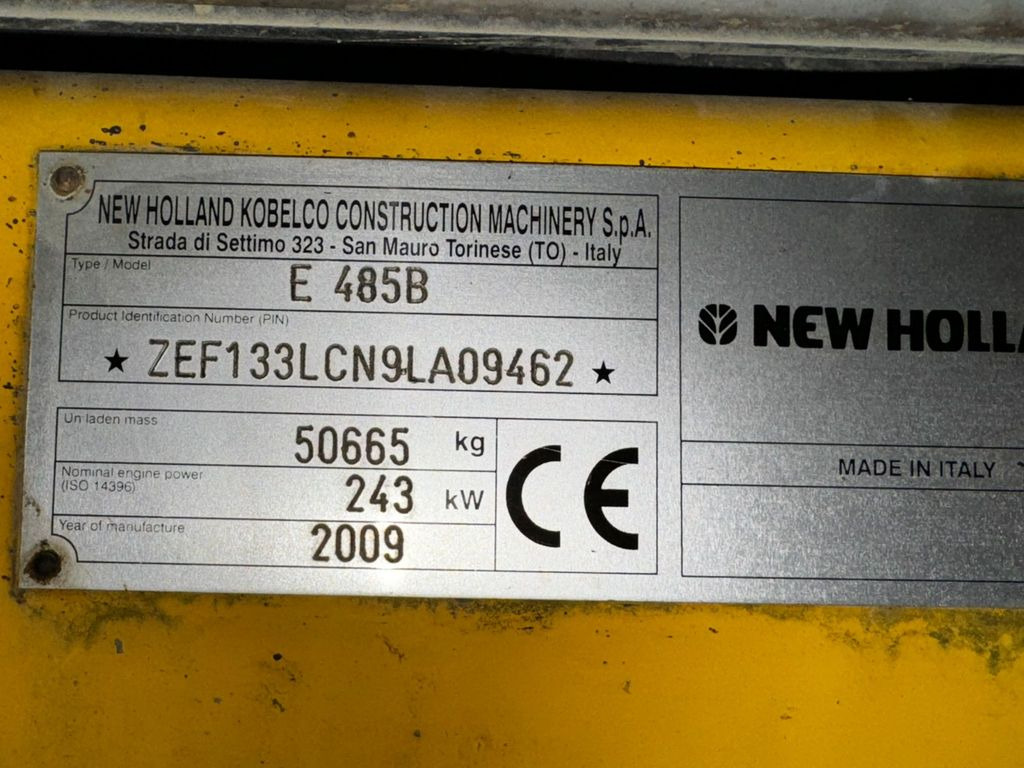 NEW HOLLAND KOBELCO CONSTRUCTION MACHINERY S.p.A.
Strada di Settimo 323 - San Mauro Torinese (TO) - Italy
Type / Model
E 485B
Product Identification Number (PIN)
★ ZEF133LCN9LA09462 ★
Un laden mass
50665 kg
Nominal engine power
(ISO 14396)
243 kW
Year of manufacture
2009
CE
NEW HOLLA
MADE IN ITALY